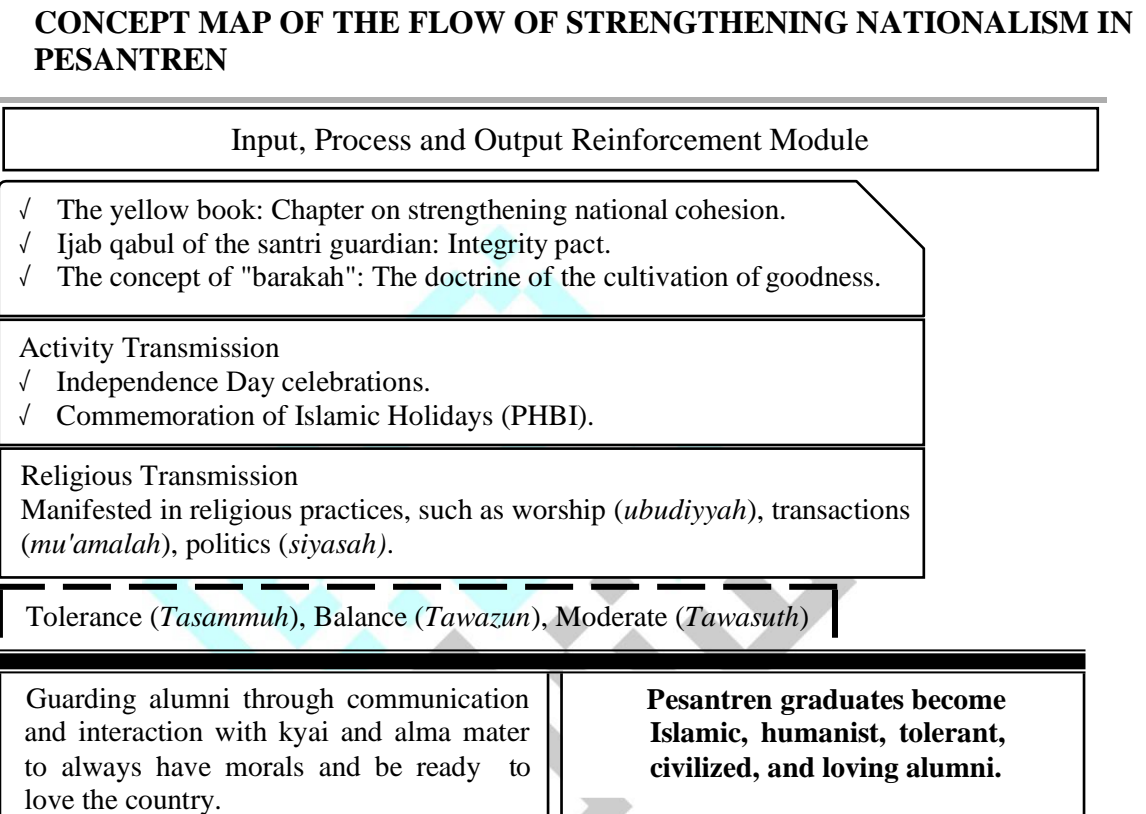 CONCEPT MAP OF THE FLOW OF STRENGTHENING NATIONALISM IN
PESANTREN
Input, Process and Output Reinforcement Module
√ The yellow book: Chapter on strengthening national cohesion.
√ Ijab qabul of the santri guardian: Integrity pact.
√ The concept of "barakah": The doctrine of the cultivation of goodness.
Activity Transmission
√ Independence Day celebrations.
√ Commemoration of Islamic Holidays (PHBI).
Religious Transmission
Manifested in religious practices, such as worship (ubudiyyah), transactions
(mu'amalah), politics (siyasah).
Tolerance (Tasammuh), Balance (Tawazun), Moderate (Tawasuth)
Guarding alumni through communication
and interaction with kyai and alma mater
to always have morals and be ready to
love the country.
Pesantren graduates become
Islamic, humanist, tolerant,
civilized, and loving alumni.